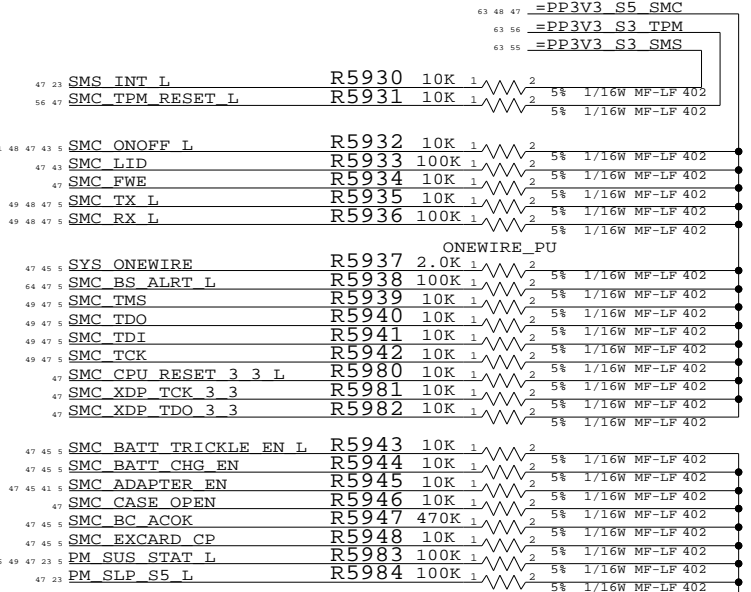 63 48 47 =PP3V3_S5_SMC
63 56 =PP3V3_S3_TPM
63 55 =PP3V3_S3_SMS
47 23 SMS_INT_L R5930 10K 1 2 5% 1/16W MF-LF 402
56 47 SMC_TPM_RESET_L R5931 10K 1 2 5% 1/16W MF-LF 402
48 47 43 5 SMC_ONOFF_L R5932 10K 1 2 5% 1/16W MF-LF 402
47 43 SMC_LID R5933 100K 1 2 5% 1/16W MF-LF 402
47 SMC_FWE R5934 10K 1 2 5% 1/16W MF-LF 402
49 48 47 5 SMC_TX_L R5935 10K 1 2 5% 1/16W MF-LF 402
49 48 47 5 SMC_RX_L R5936 100K 1 2 5% 1/16W MF-LF 402
ONEWIRE_PU
47 45 5 SYS_ONEWIRE R5937 2.0K 1 2 5% 1/16W MF-LF 402
64 47 5 SMC_BS_ALRT_L R5938 100K 1 2 5% 1/16W MF-LF 402
49 47 5 SMC_TMS R5939 10K 1 2 5% 1/16W MF-LF 402
49 47 5 SMC_TDO R5940 10K 1 2 5% 1/16W MF-LF 402
49 47 5 SMC_TDI R5941 10K 1 2 5% 1/16W MF-LF 402
49 47 5 SMC_TCK R5942 10K 1 2 5% 1/16W MF-LF 402
47 SMC_CPU_RESET_3_3_L R5980 10K 1 2 5% 1/16W MF-LF 402
47 SMC_XDP_TCK_3_3 R5981 10K 1 2 5% 1/16W MF-LF 402
47 SMC_XDP_TDO_3_3 R5982 10K 1 2 5% 1/16W MF-LF 402
47 45 5 SMC_BATT_TRICKLE_EN_L R5943 10K 1 2 5% 1/16W MF-LF 402
47 45 5 SMC_BATT_CHG_EN R5944 10K 1 2 5% 1/16W MF-LF 402
47 45 41 5 SMC_ADAPTER_EN R5945 10K 1 2 5% 1/16W MF-LF 402
47 SMC_CASE_OPEN R5946 10K 1 2 5% 1/16W MF-LF 402
47 45 5 SMC_BC_ACOK R5947 470K 1 2 5% 1/16W MF-LF 402
47 45 5 SMC_EXCARD_CP R5948 10K 1 2 5% 1/16W MF-LF 402
49 47 23 5 PM_SUS_STAT_L R5983 100K 1 2 5% 1/16W MF-LF 402
47 23 PM_SLP_S5_L R5984 100K 1 2 5% 1/16W MF-LF 402